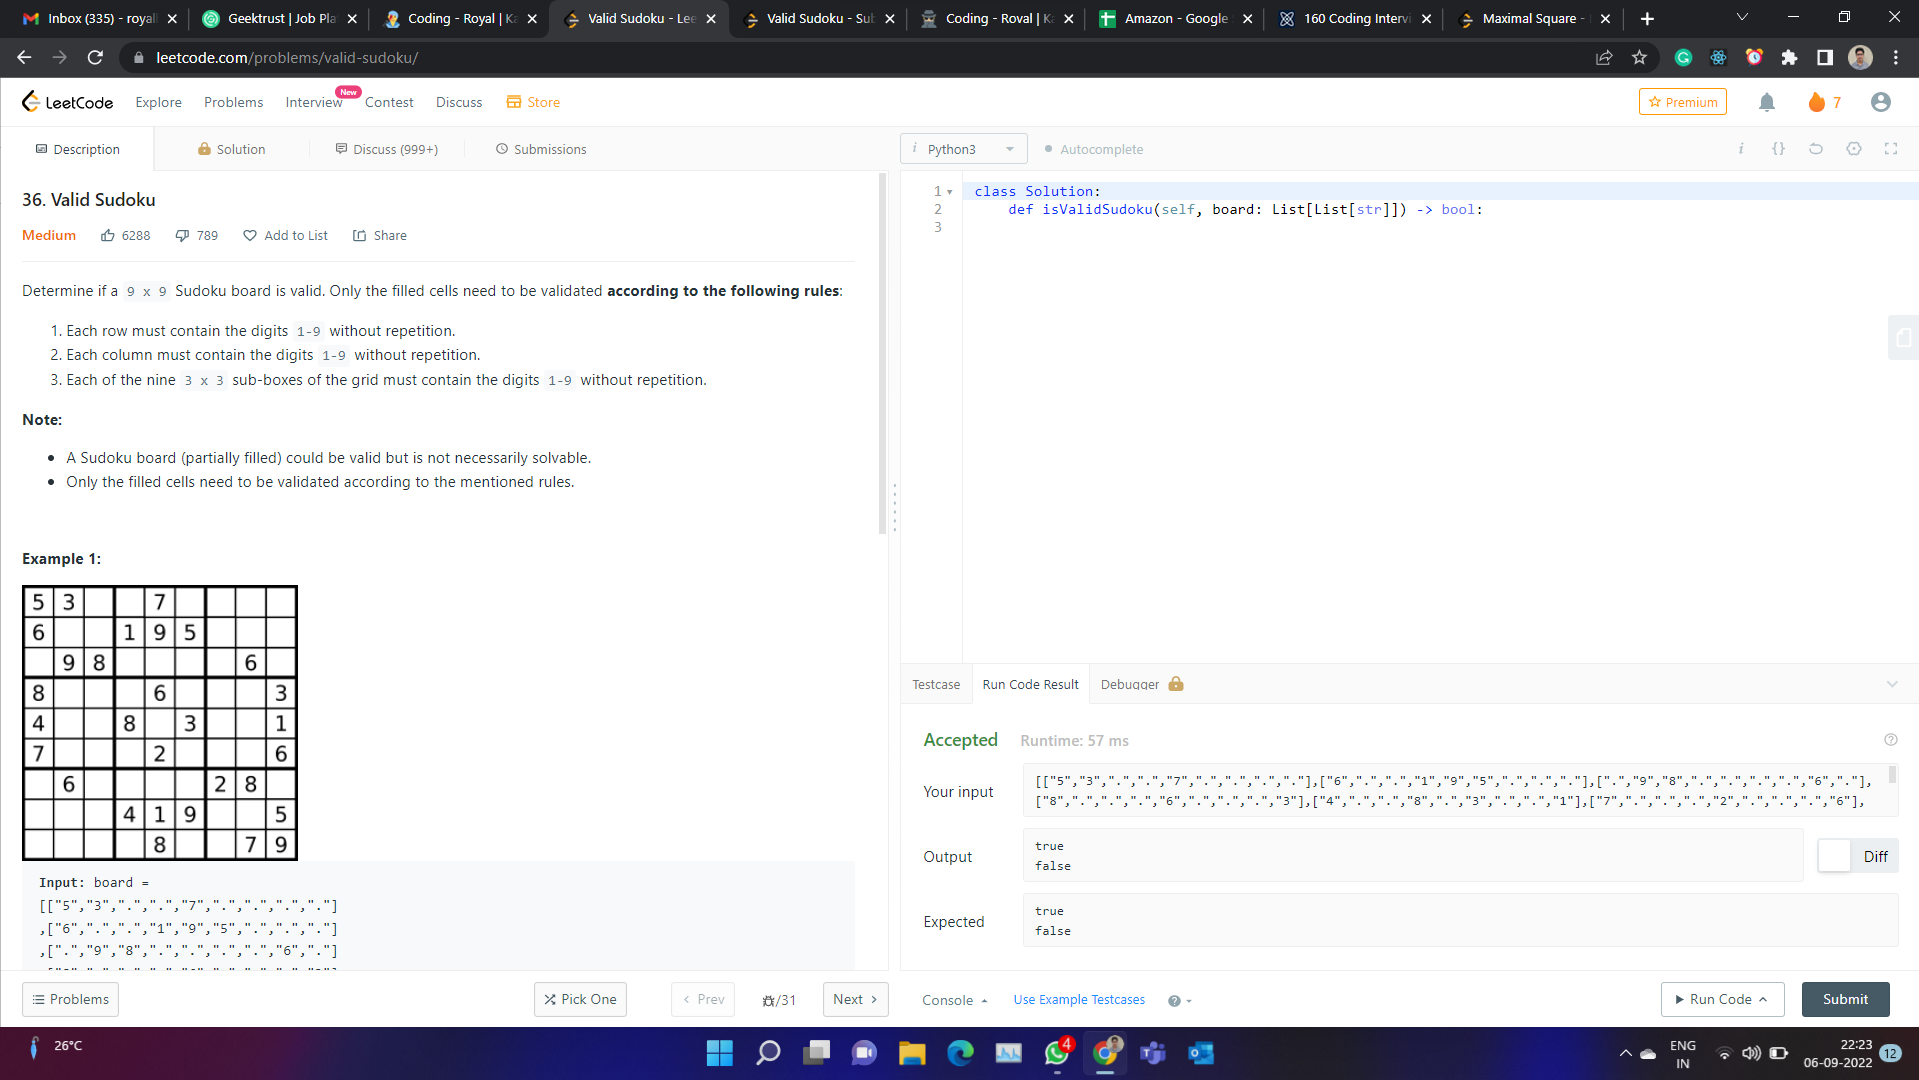 Inbox (335) - royal
Geektrust | Job Pla
Coding - Royal | Ka
Valid Sudoku - Lee
Valid Sudoku - Sub
Coding - Royal | Ka
Amazon - Google
160 Coding Intervi
Maximal Square -
leetcode.com/problems/valid-sudoku/
LeetCode
Explore
Problems
Interview
New
Contest
Discuss
Store
Premium
7
Description
Solution
Discuss (999+)
Submissions
i Python3
Autocomplete
36. Valid Sudoku
Medium
6288
789
Add to List
Share
Determine if a 9 x 9 Sudoku board is valid. Only the filled cells need to be validated according to the following rules:
1. Each row must contain the digits 1-9 without repetition.
2. Each column must contain the digits 1-9 without repetition.
3. Each of the nine 3 x 3 sub-boxes of the grid must contain the digits 1-9 without repetition.
Note:
• A Sudoku board (partially filled) could be valid but is not necessarily solvable.
• Only the filled cells need to be validated according to the mentioned rules.
Example 1:
5 3 7
6 1 9 5
9 8 6
8 6 3
4 8 3 1
7 2 6
6 2 8
4 1 9 5
8 7 9
Input: board =
[["5","3",".",".","7",".",".",".","."]
,["6",".",".","1","9","5",".",".","."]
,[".","9","8",".",".",".",".","6","."]
Problems
Pick One
Prev
/31
Next
1 class Solution:
2 def isValidSudoku(self, board: List[List[str]]) -> bool:
3
Testcase
Run Code Result
Debugger
Accepted
Runtime: 57 ms
Your input
[["5","3",".",".","7",".",".",".","."],["6",".",".","1","9","5",".",".","."],[".","9","8",".",".",".",".","6","."],
["8",".",".",".","6",".",".",".","3"],["4",".",".","8",".","3",".",".","1"],["7",".",".",".","2",".",".",".","6"],
Output
true
false
Diff
Expected
true
false
Console
Use Example Testcases
Run Code
Submit
26°C
4
ENG
IN
22:23
06-09-2022
12